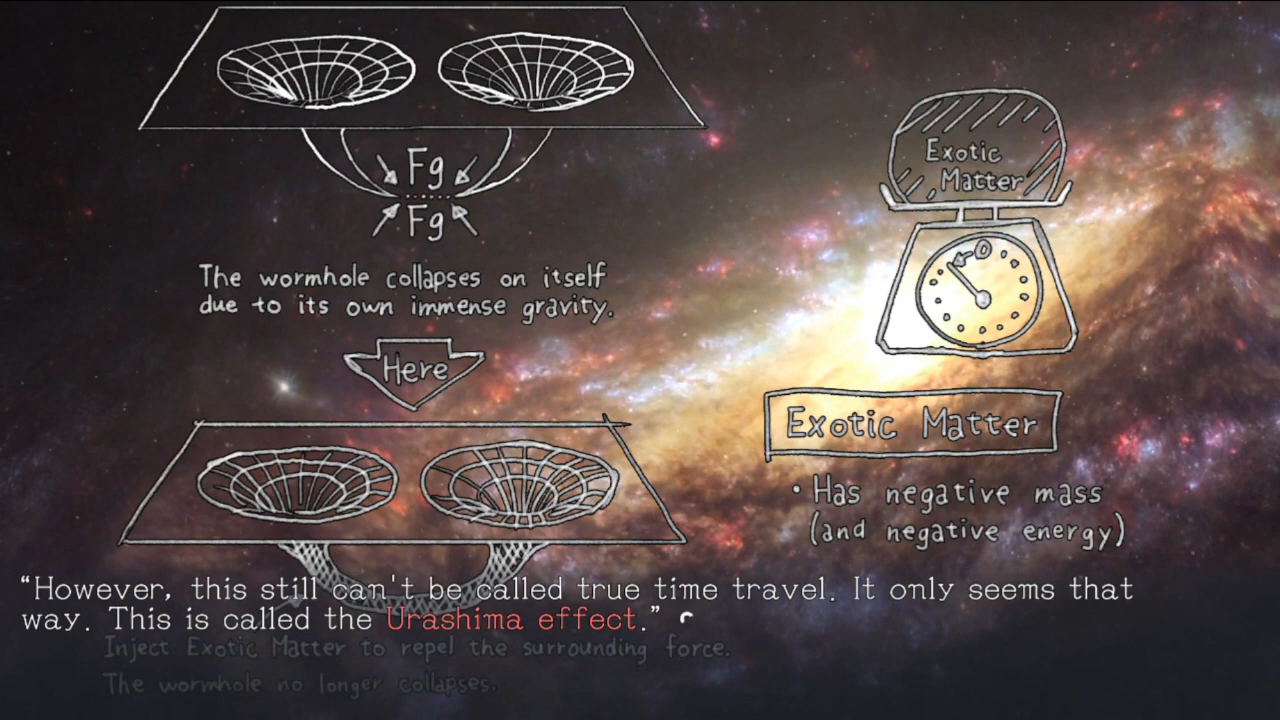 Fg
Fg
The wormhole collapses on itself
due to its own immense gravity.
Here
Exotic
Matter
0
Exotic Matter
・Has negative mass
(and negative energy)
“However, this still can't be called true time travel. It only seems that
way. This is called the Urashima effect.”
Inject Exotic Matter to repel the surrounding force.
The wormhole no longer collapses.